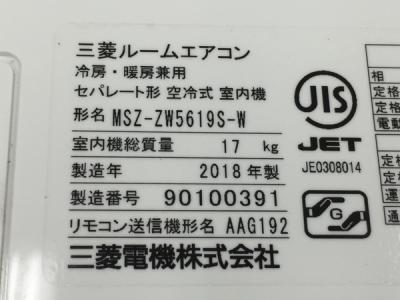 三菱ルームエアコン
冷房・暖房兼用
セパレート形 空冷式 室内機
形名 MSZ-ZW5619S-W
室内機総質量 17 kg
製造年 2018 年製
製造番号 90100391
リモコン送信機形名 AAG192
三菱電機株式会社
JIS
JET
JE0308014
G
相
定格
定格
電動
定格